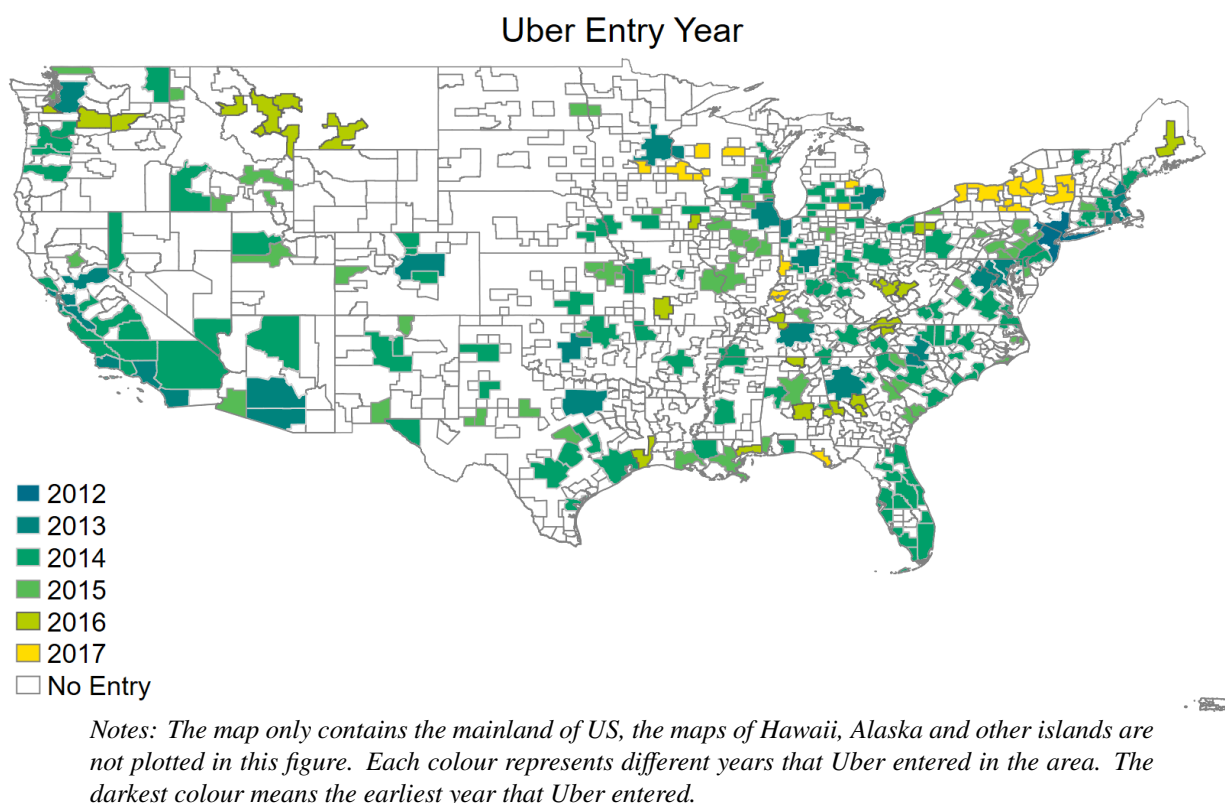 Uber Entry Year
2012
2013
2014
2015
2016
2017
No Entry
Notes: The map only contains the mainland of US, the maps of Hawaii, Alaska and other islands are
not plotted in this figure. Each colour represents different years that Uber entered in the area. The
darkest colour means the earliest year that Uber entered.